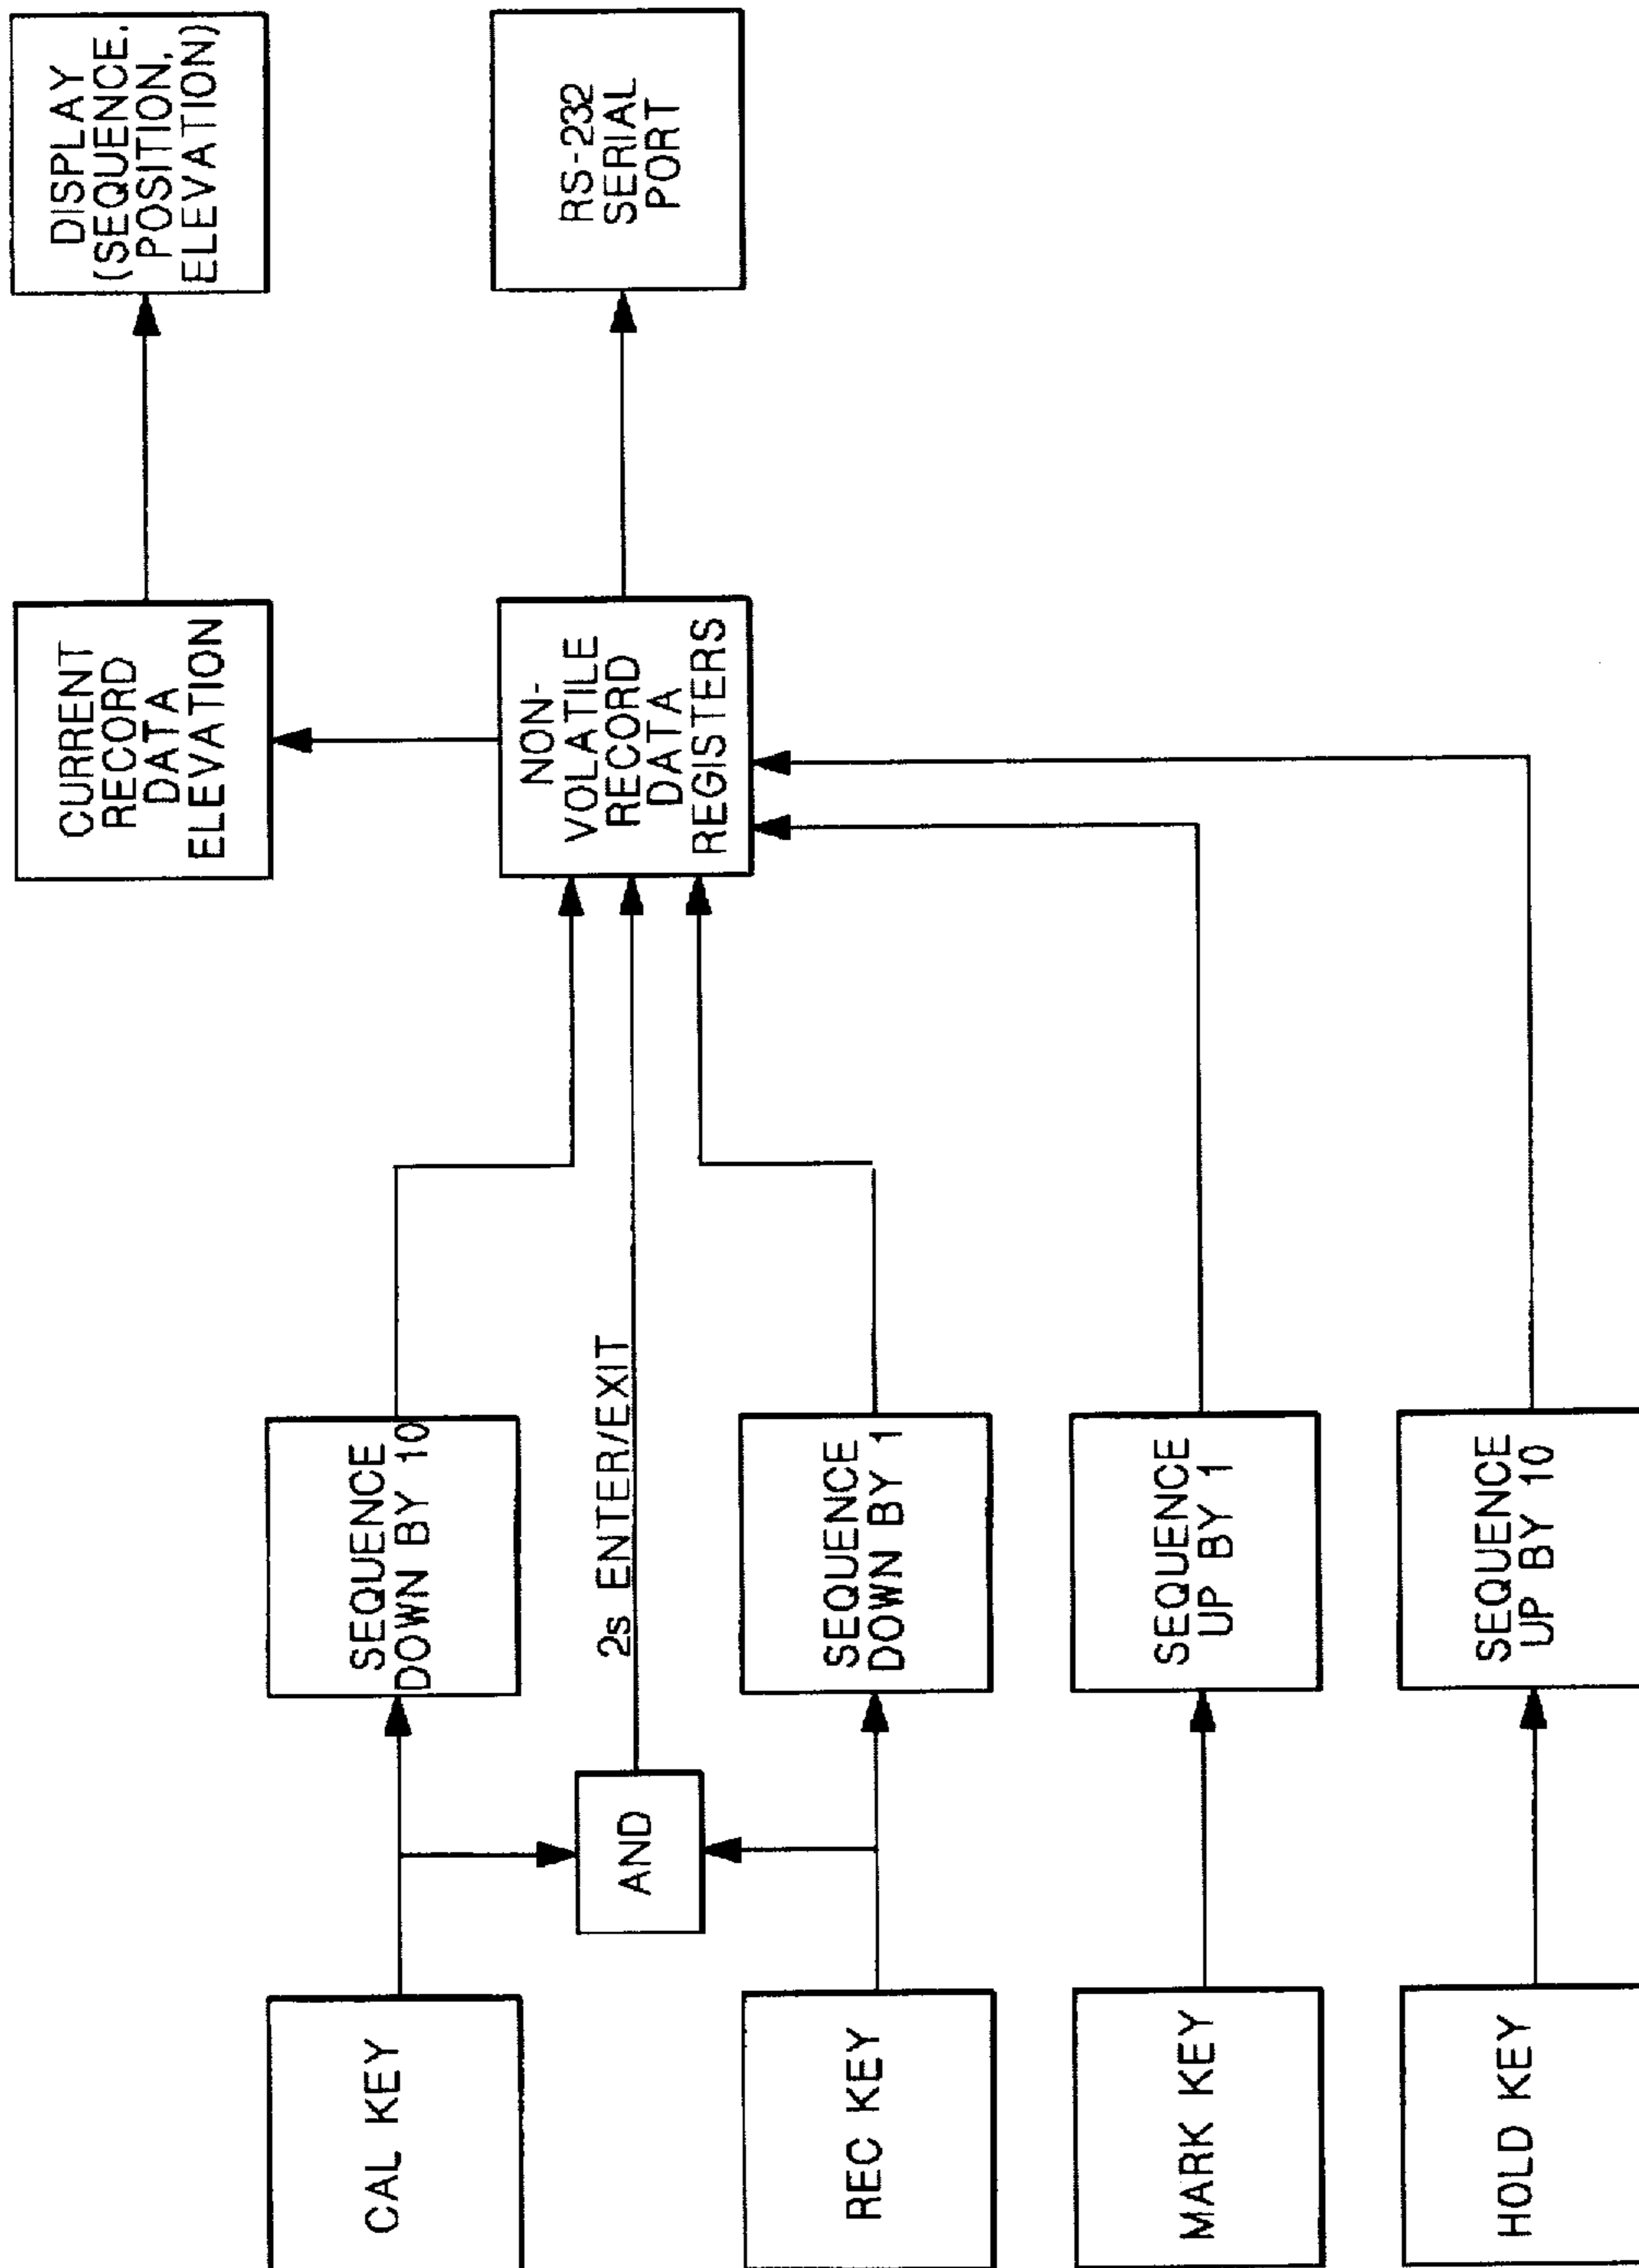 CAL KEY
REC KEY
MARK KEY
HOLD KEY
AND
SEQUENCE
DOWN BY 10
2s ENTER/EXIT
SEQUENCE
DOWN BY 1
SEQUENCE
UP BY 1
SEQUENCE
UP BY 10
CURRENT
RECORD
DATA
ELEVATION
NON-
VOLATILE
RECORD
DATA
REGISTERS
DISPLAY
(SEQUENCE,
POSITION,
ELEVATION)
RS-232
SERIAL
PORT